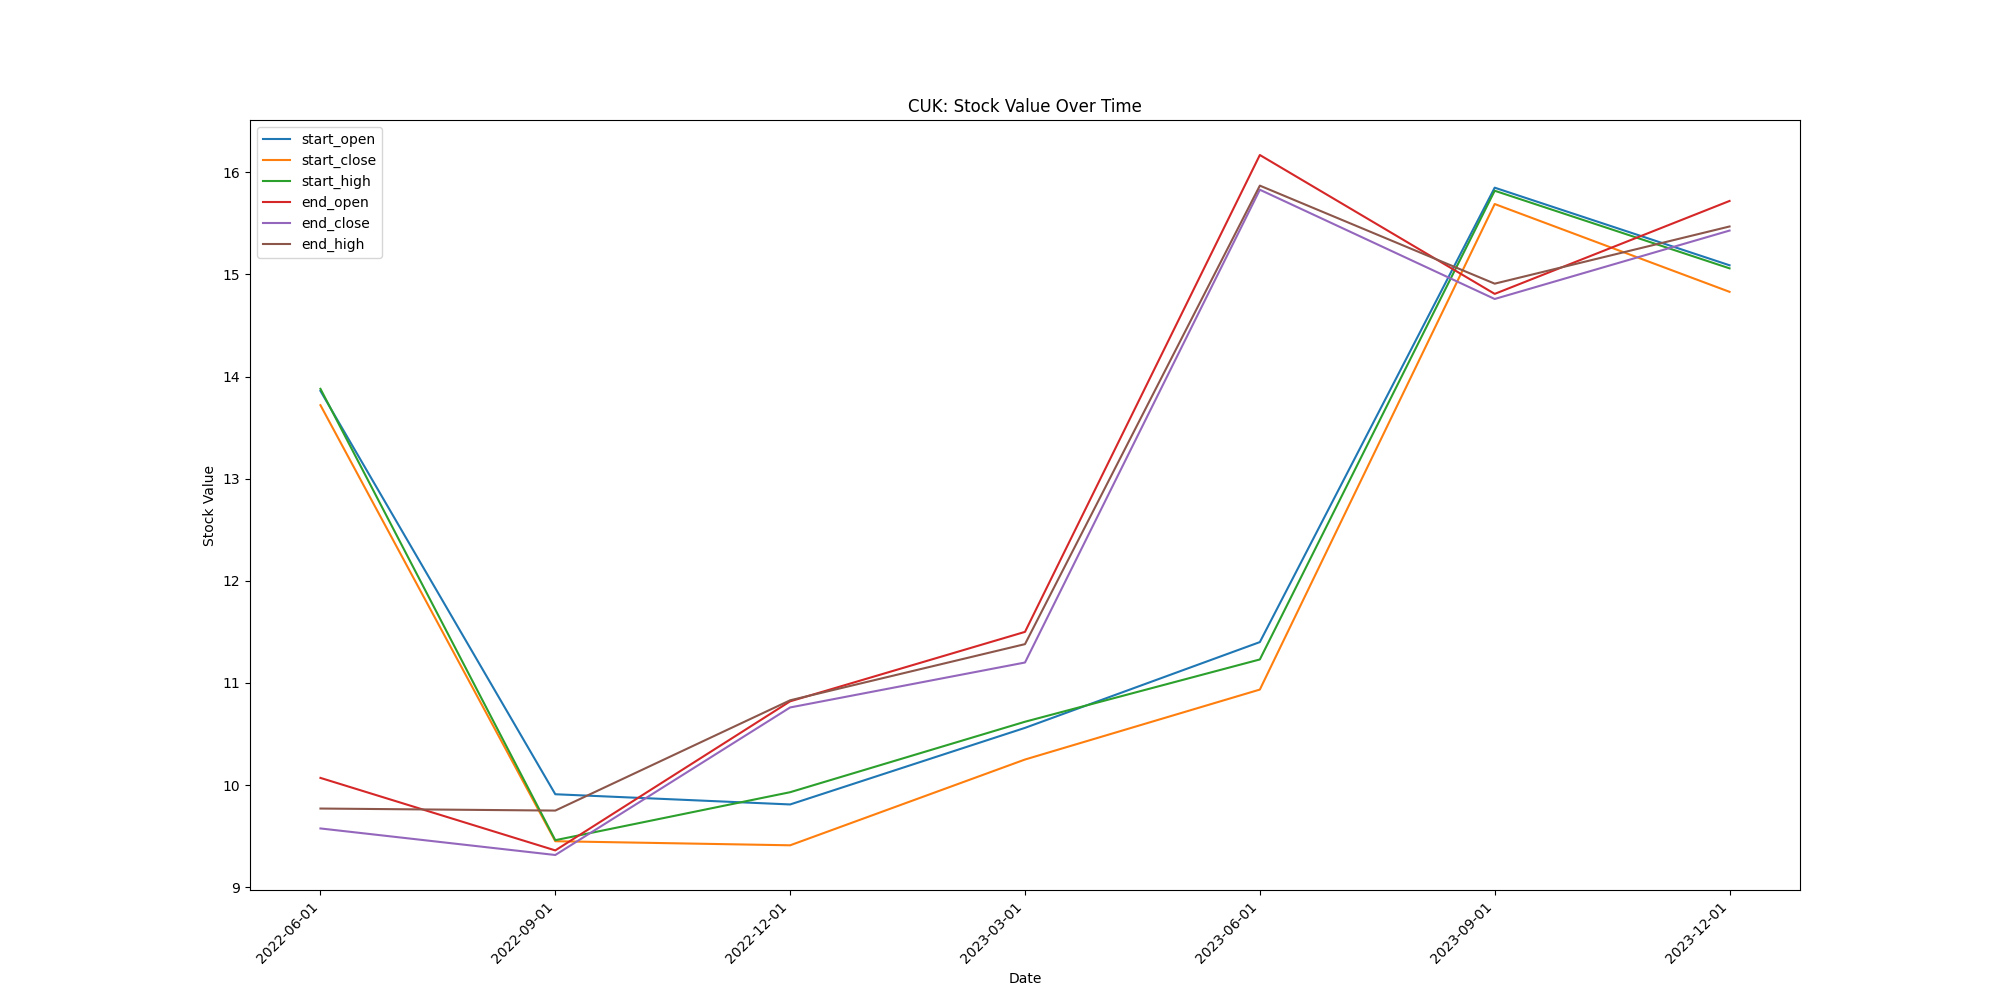 CUK: Stock Value Over Time
start_open
start_close
start_high
end_open
end_close
end_high
Stock Value
16
15
14
13
12
11
10
9
2022-06-01
2022-09-01
2022-12-01
2023-03-01
2023-06-01
2023-09-01
2023-12-01
Date